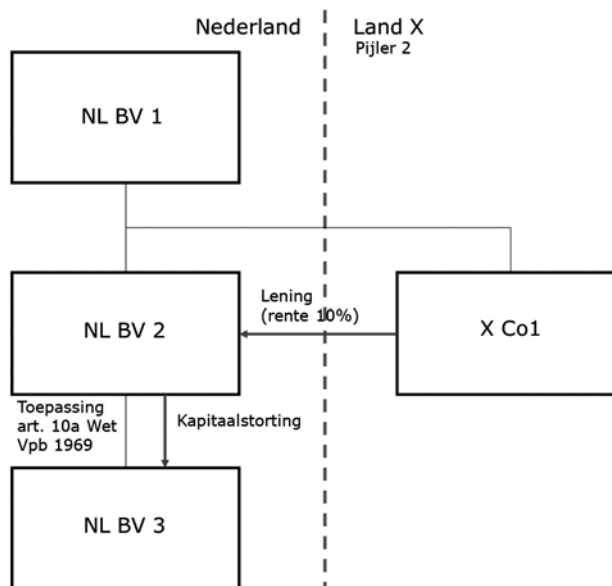 Nederland
Land X
Pijler 2
NL BV 1
Lening
(rente 10%)
NL BV 2
X Co1
Toepassing
art. 10a Wet
Vpb 1969
Kapitaalstorting
NL BV 3